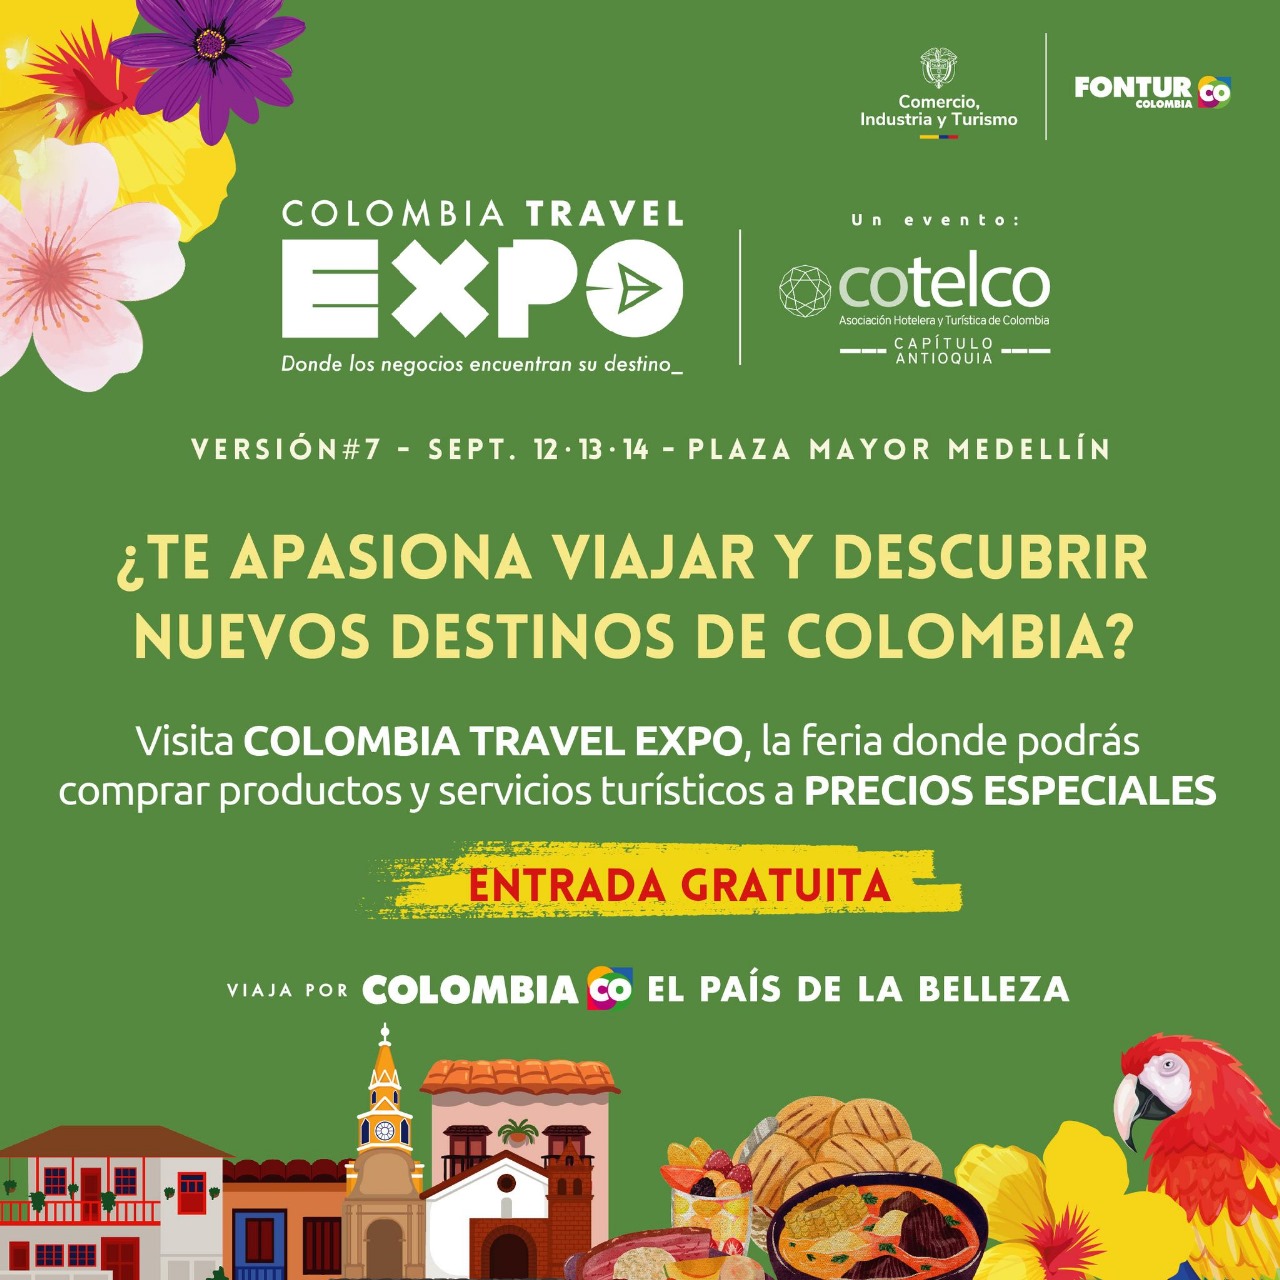 Comercio,
Industria y Turismo
FONTUR CO
COLOMBIA
COLOMBIA TRAVEL
EXPO
Donde los negocios encuentran su destino_
Un evento:
cotelco
Asociación Hotelera y Turística de Colombia
CAPÍTULO
ANTIOQUIA
VERSIÓN#7 - SEPT. 12·13·14 - PLAZA MAYOR MEDELLÍN
¿TE APASIONA VIAJAR Y DESCUBRIR
NUEVOS DESTINOS DE COLOMBIA?
Visita COLOMBIA TRAVEL EXPO, la feria donde podrás
comprar productos y servicios turísticos a PRECIOS ESPECIALES
ENTRADA GRATUITA
VIAJA POR COLOMBIA CO EL PAÍS DE LA BELLEZA